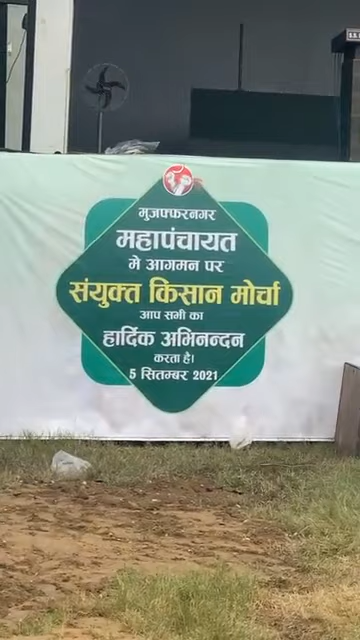 मुजफ्फरनगर
महापंचायत
मे आगमन पर
संयुक्त किसान मोर्चा
आप सभी का
हार्दिक अभिनन्दन
करता है।
5 सितम्बर 2021